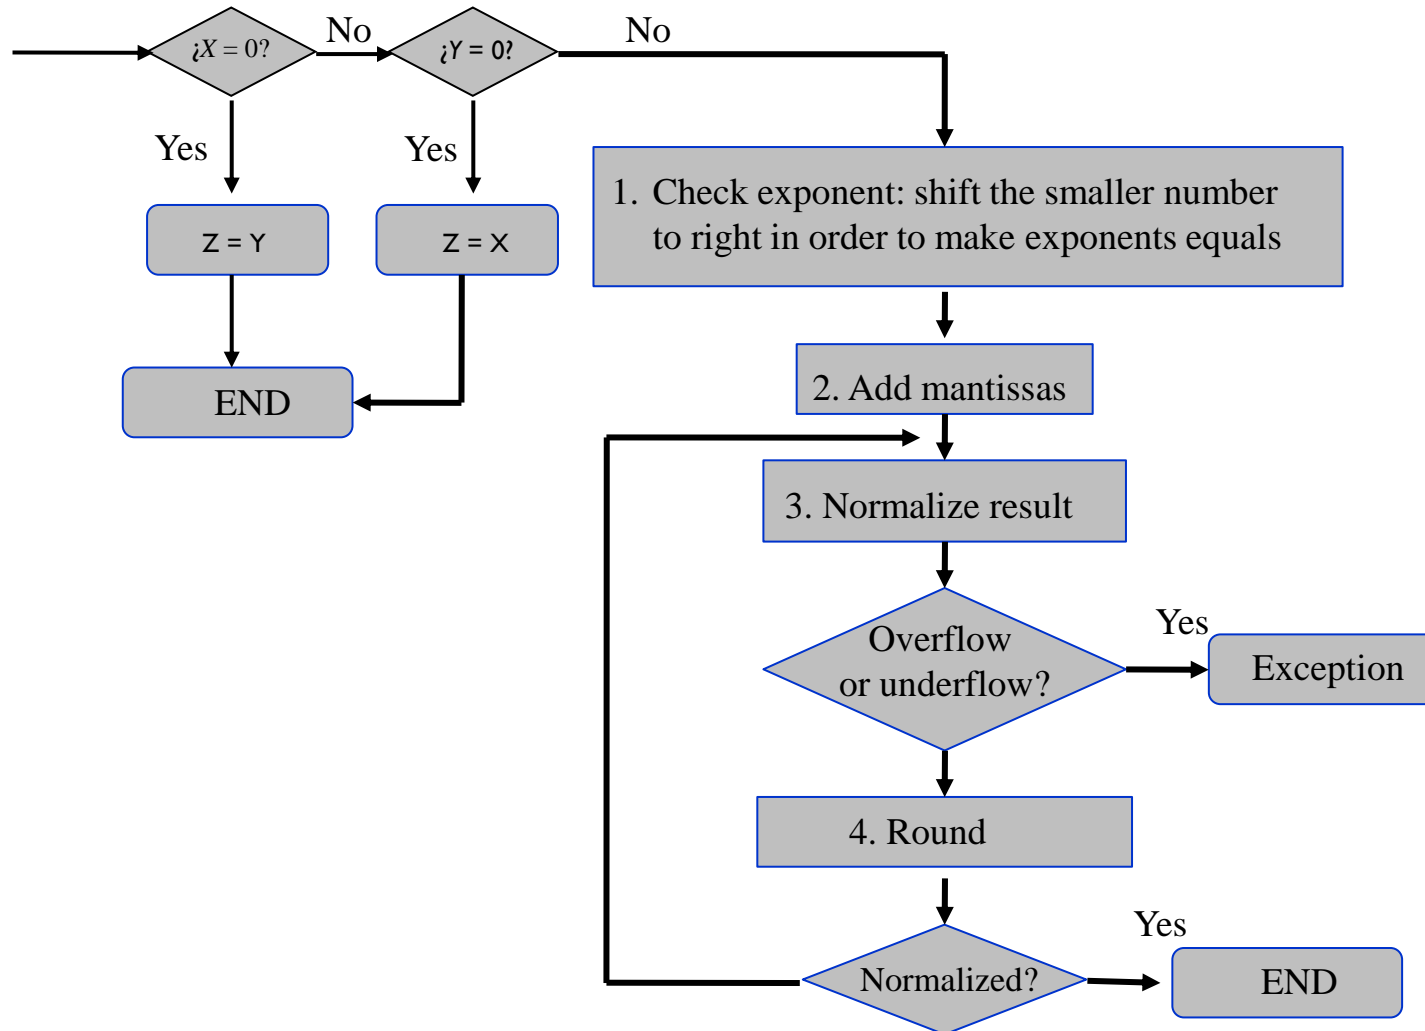 ¿X = 0?
No
¿Y = 0?
No
Yes
Yes
Z = Y
Z = X
END
1. Check exponent: shift the smaller number
to right in order to make exponents equals
2. Add mantissas
3. Normalize result
Overflow
or underflow?
Yes
Exception
4. Round
Normalized?
Yes
END